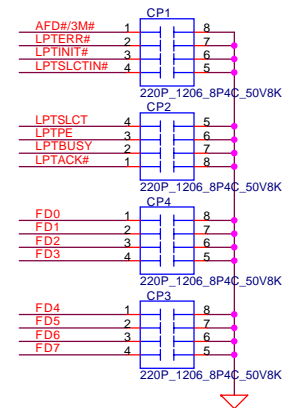 CP1
AFD#/3M# 1 8
LPTERR# 2 7
LPTINIT# 3 6
LPTSLCTIN# 4 5
220P_1206_8P4C_50V8K
CP2
LPTSLCT 4 5
LPTPE 3 6
LPTBUSY 2 7
LPTACK# 1 8
220P_1206_8P4C_50V8K
CP4
FD0 1 8
FD1 2 7
FD2 3 6
FD3 4 5
220P_1206_8P4C_50V8K
CP3
FD4 1 8
FD5 2 7
FD6 3 6
FD7 4 5
220P_1206_8P4C_50V8K